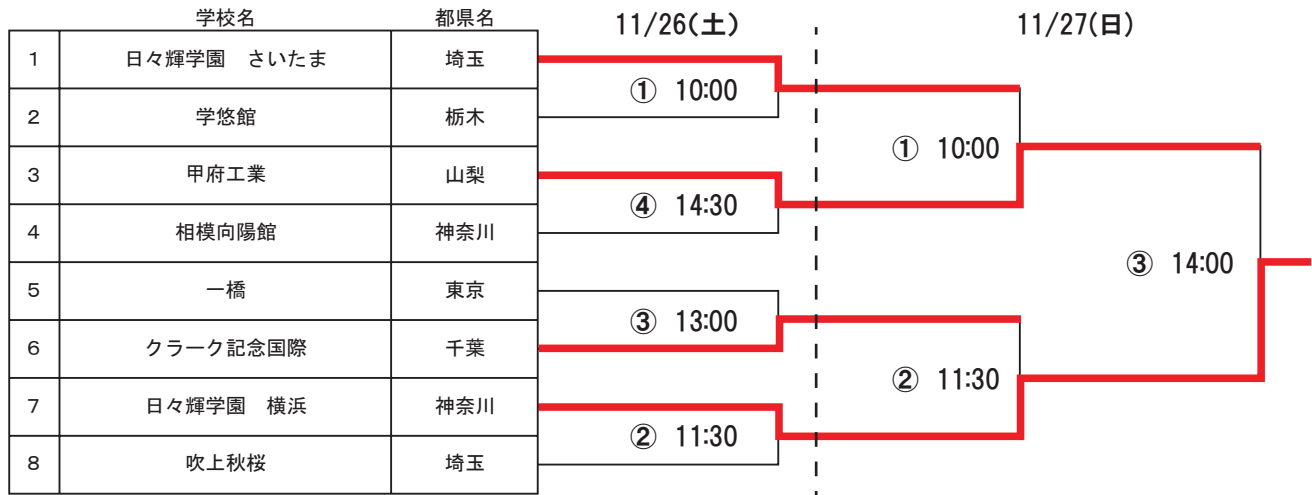 学校名 都県名 11/26(土) 11/27(日)
1 日々輝学園 さいたま 埼玉
① 10:00
2 学悠館 栃木
① 10:00
3 甲府工業 山梨
④ 14:30
4 相模向陽館 神奈川
③ 14:00
5 一橋 東京
③ 13:00
6 クラーク記念国際 千葉
② 11:30
7 日々輝学園 横浜 神奈川
② 11:30
8 吹上秋桜 埼玉